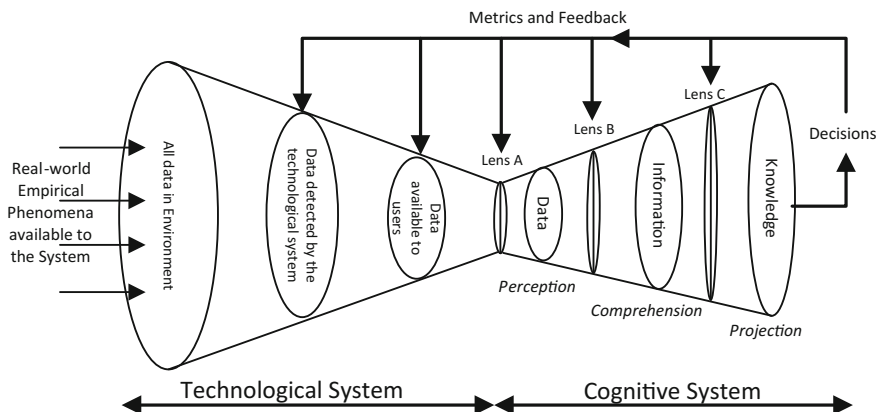 Metrics and Feedback
Lens C
Lens B
Lens A
Decisions
Real-world
Empirical
Phenomena
available to
the System
All data in Environment
Data detected by the
technological system
Data
available to
users
Data
Information
Knowledge
Perception
Comprehension
Projection
Technological System
Cognitive System